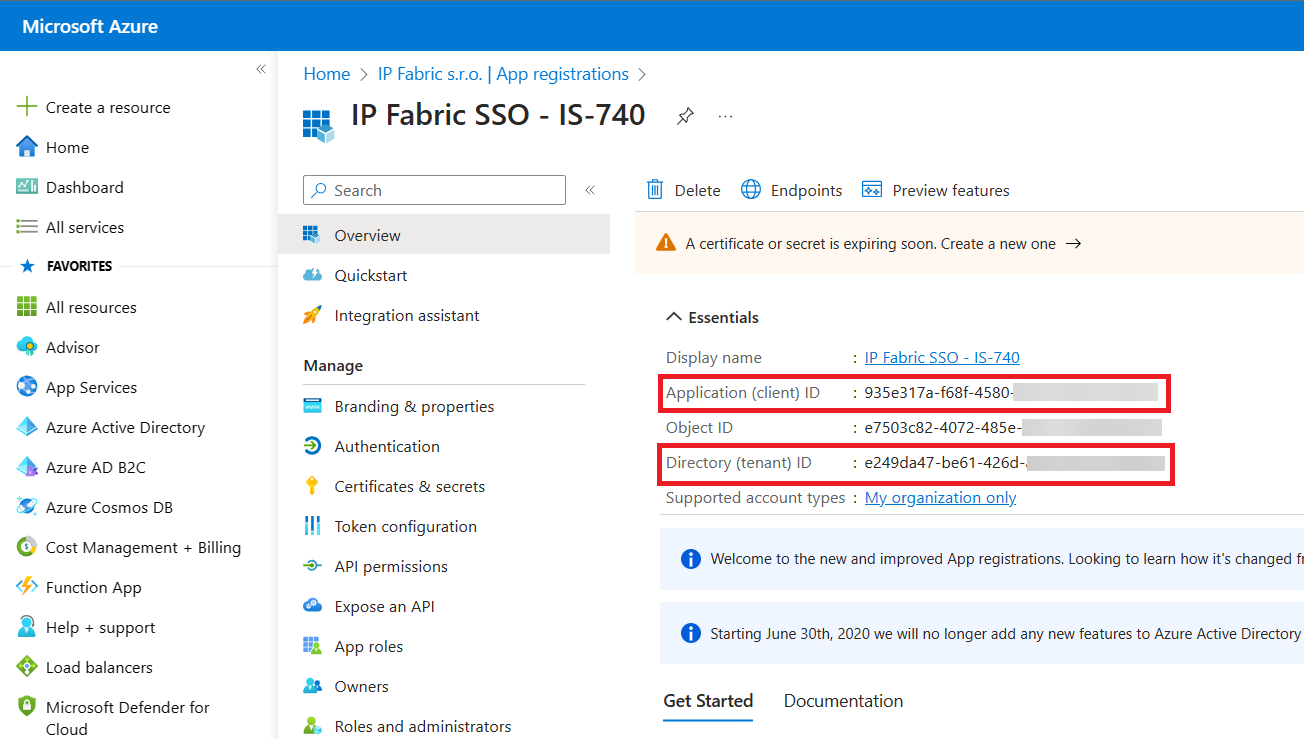 Microsoft Azure
Create a resource
Home
Dashboard
All services
FAVORITES
All resources
Advisor
App Services
Azure Active Directory
Azure AD B2C
Azure Cosmos DB
Cost Management + Billing
Function App
Help + support
Load balancers
Microsoft Defender for
Cloud
Home > IP Fabric s.r.o. | App registrations >
IP Fabric SSO - IS-740
Search
Overview
Quickstart
Integration assistant
Manage
Branding & properties
Authentication
Certificates & secrets
Token configuration
API permissions
Expose an API
App roles
Owners
Roles and administrators
Delete Endpoints Preview features
A certificate or secret is expiring soon. Create a new one →
Essentials
Display name : IP Fabric SSO - IS-740
Application (client) ID : 935e317a-f68f-4580-
Object ID : e7503c82-4072-485e-
Directory (tenant) ID : e249da47-be61-426d-
Supported account types : My organization only
Welcome to the new and improved App registrations. Looking to learn how it's changed
Starting June 30th, 2020 we will no longer add any new features to Azure Active Directory
Get Started Documentation